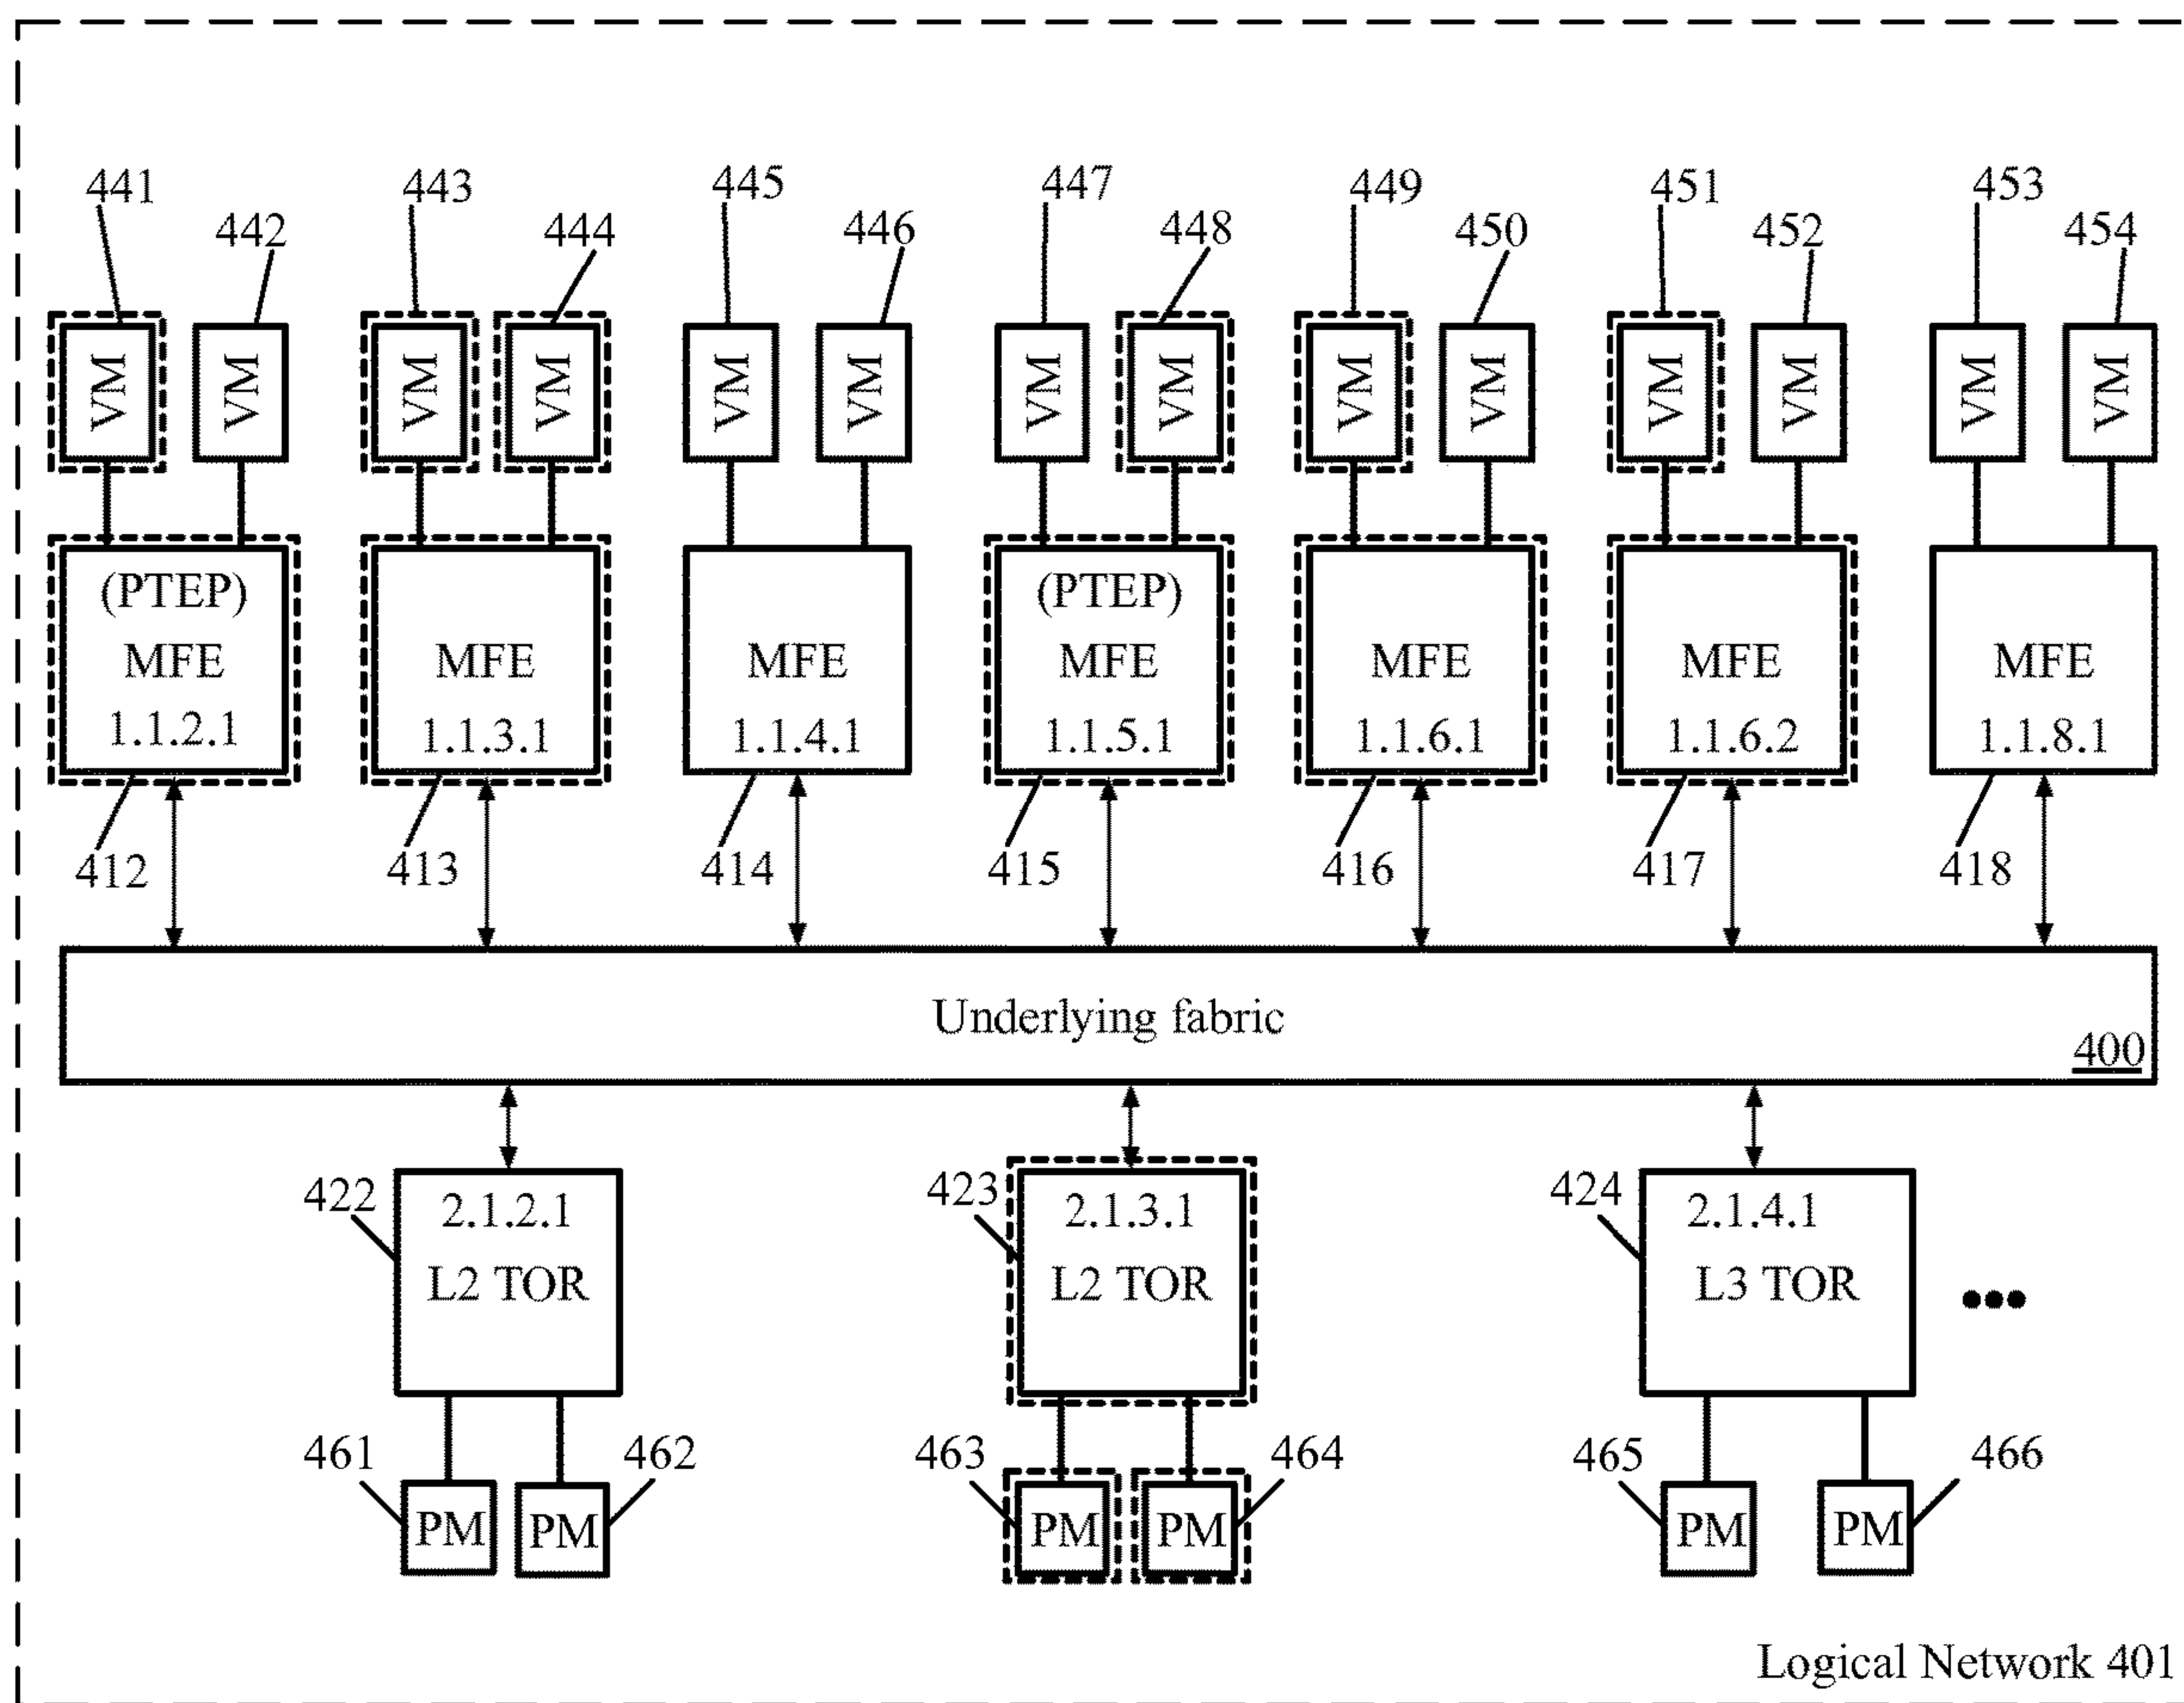 441 443 445 447 449 451 453
442 444 446 448 450 452 454
VM VM VM VM VM VM VM VM VM VM VM VM VM VM
(PTEP) (PTEP)
MFE MFE MFE MFE MFE MFE MFE
1.1.2.1 1.1.3.1 1.1.4.1 1.1.5.1 1.1.6.1 1.1.6.2 1.1.8.1
412 413 414 415 416 417 418
Underlying fabric
400
422 2.1.2.1 423 2.1.3.1 424 2.1.4.1
L2 TOR L2 TOR L3 TOR
461 462 463 464 465 466
PM PM PM PM PM PM
Logical Network 401